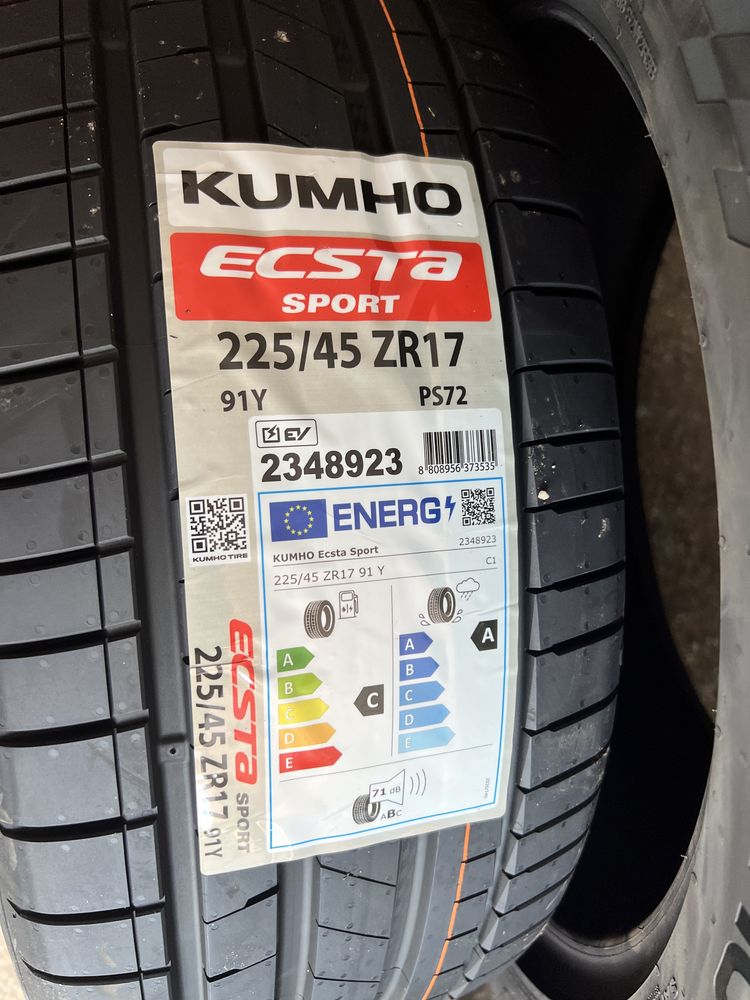 KUMHO
ECSTA
SPORT
225/45 ZR17
91Y PS72
EV
2348923
8 808956 373535
KUMHO TIRE
ENERG
KUMHO Ecsta Sport 2348923
225/45 ZR17 91 Y C1
A
B
C
D
E
C
A
B
C
D
E
A
71 dB
ABC
ECSTA SPORT
225/45 ZR17 91Y